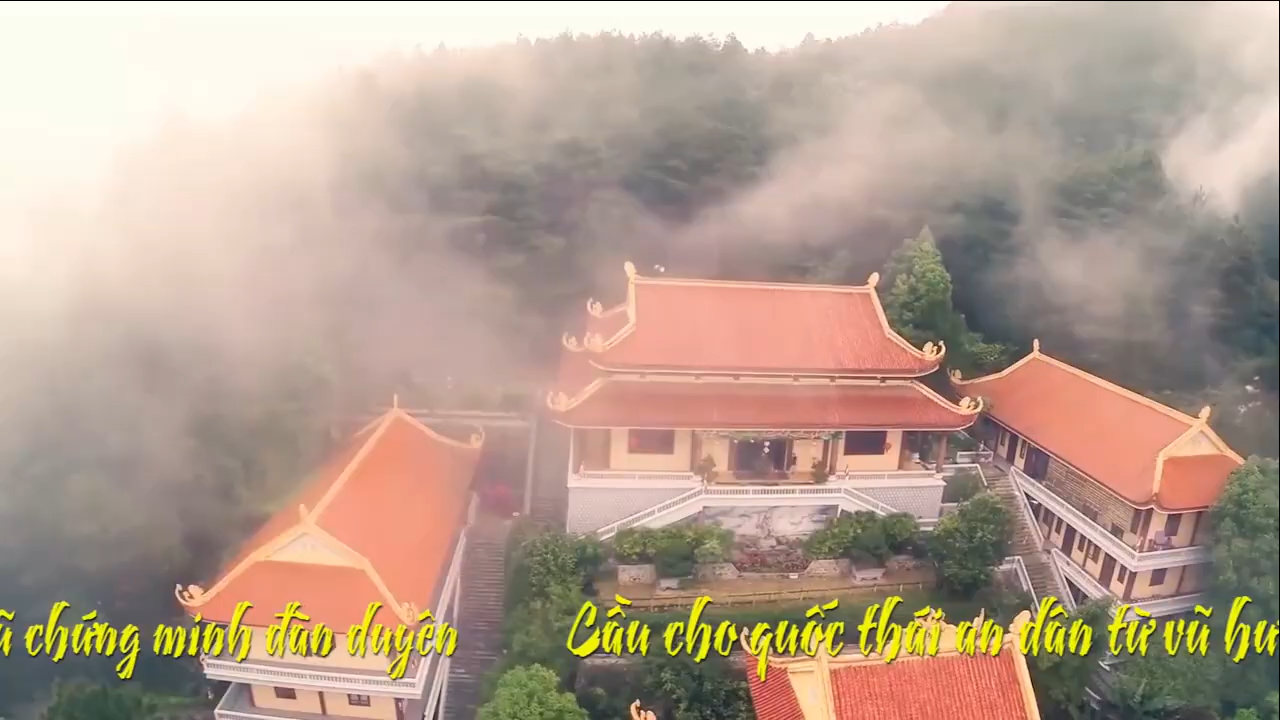 chứng minh đàn duyên Cầu cho quốc thái an dân từ vũ